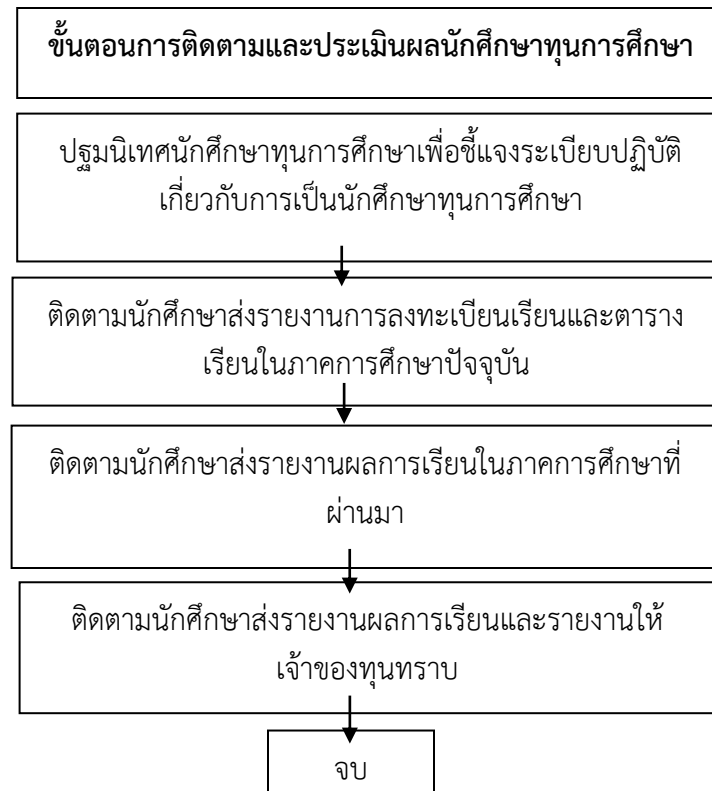 ขั้นตอนการติดตามและประเมินผลนักศึกษาทุนการศึกษา
ปฐมนิเทศนักศึกษาทุนการศึกษาเพื่อชี้แจงระเบียบปฏิบัติ
เกี่ยวกับการเป็นนักศึกษาทุนการศึกษา
ติดตามนักศึกษาส่งรายงานการลงทะเบียนเรียนและตาราง
เรียนในภาคการศึกษาปัจจุบัน
ติดตามนักศึกษาส่งรายงานผลการเรียนในภาคการศึกษาที่
ผ่านมา
ติดตามนักศึกษาส่งรายงานผลการเรียนและรายงานให้
เจ้าของทุนทราบ
จบ